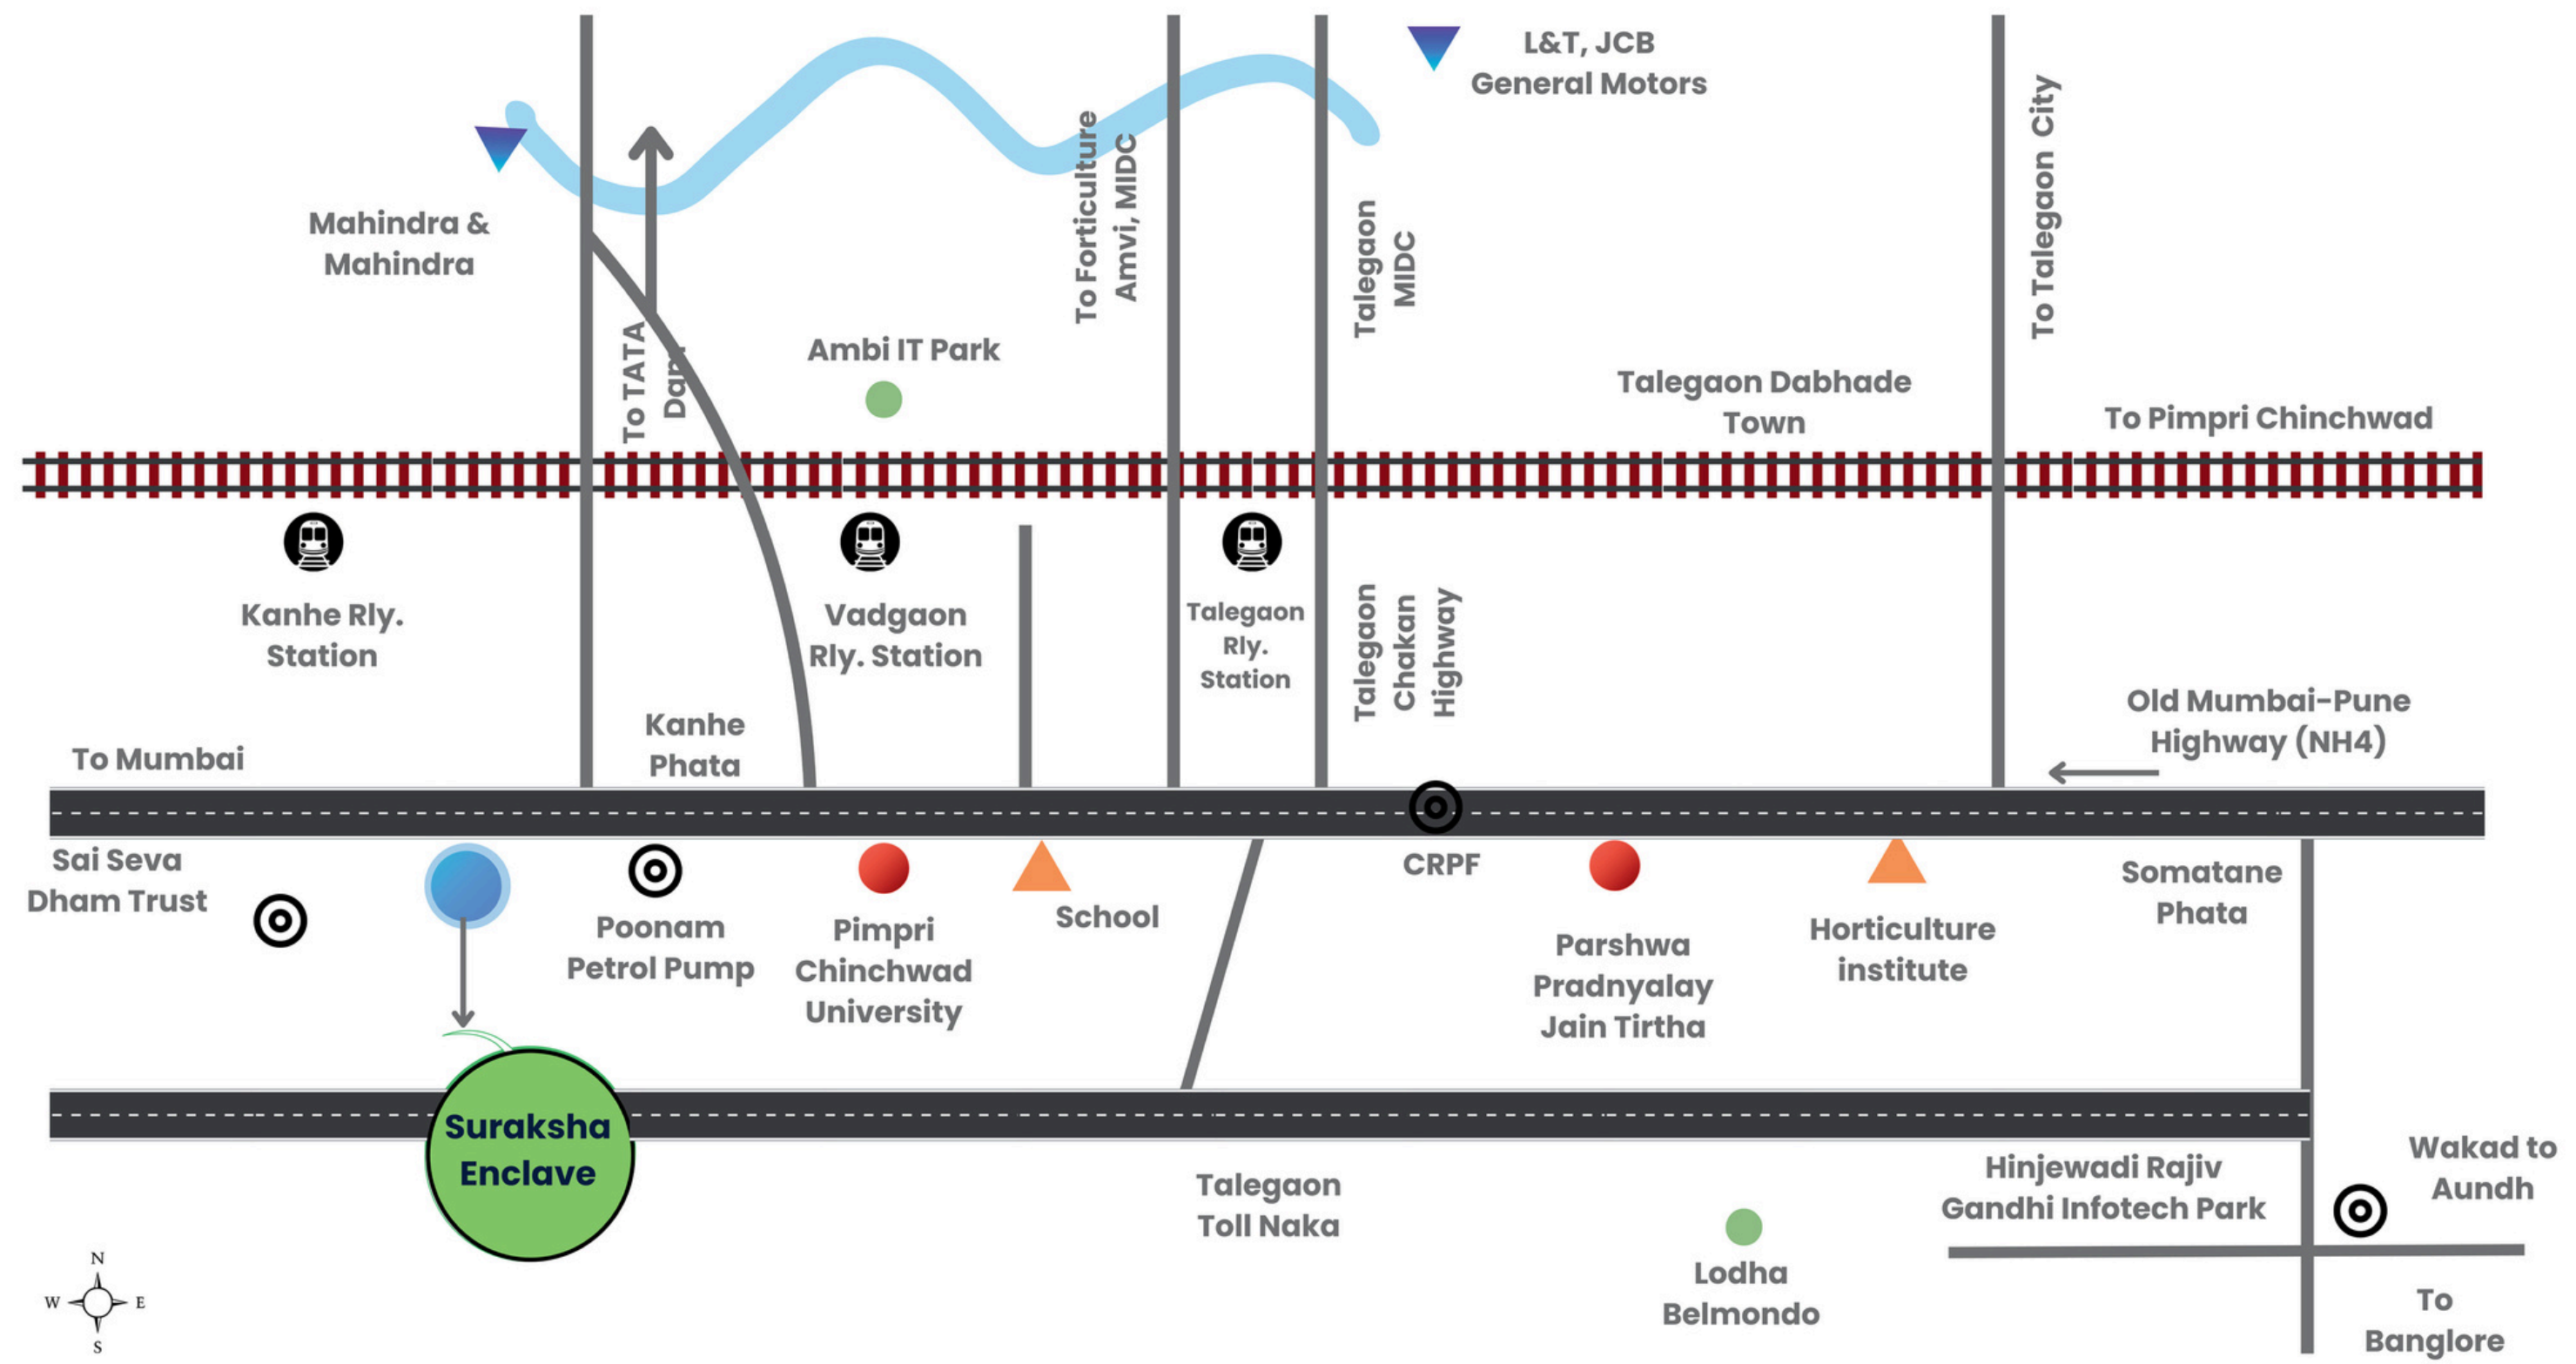 L&T, JCB
General Motors
Mahindra &
Mahindra
To Forticulture
Amvi, MIDC
Talegaon
MIDC
To Talegaon City
To TATA
Dam
Ambi IT Park
Talegaon Dabhade
Town
To Pimpri Chinchwad
Kanhe Rly.
Station
Vadgaon
Rly. Station
Talegaon
Rly.
Station
Talegaon
Chakan
Highway
Kanhe
Phata
To Mumbai
Old Mumbai-Pune
Highway (NH4)
Sai Seva
Dham Trust
Poonam
Petrol Pump
Pimpri
Chinchwad
University
School
CRPF
Parshwa
Pradnyalay
Jain Tirtha
Horticulture
institute
Somatane
Phata
Suraksha
Enclave
Talegaon
Toll Naka
Lodha
Belmondo
Hinjewadi Rajiv
Gandhi Infotech Park
Wakad to
Aundh
To
Banglore
N
W E
S